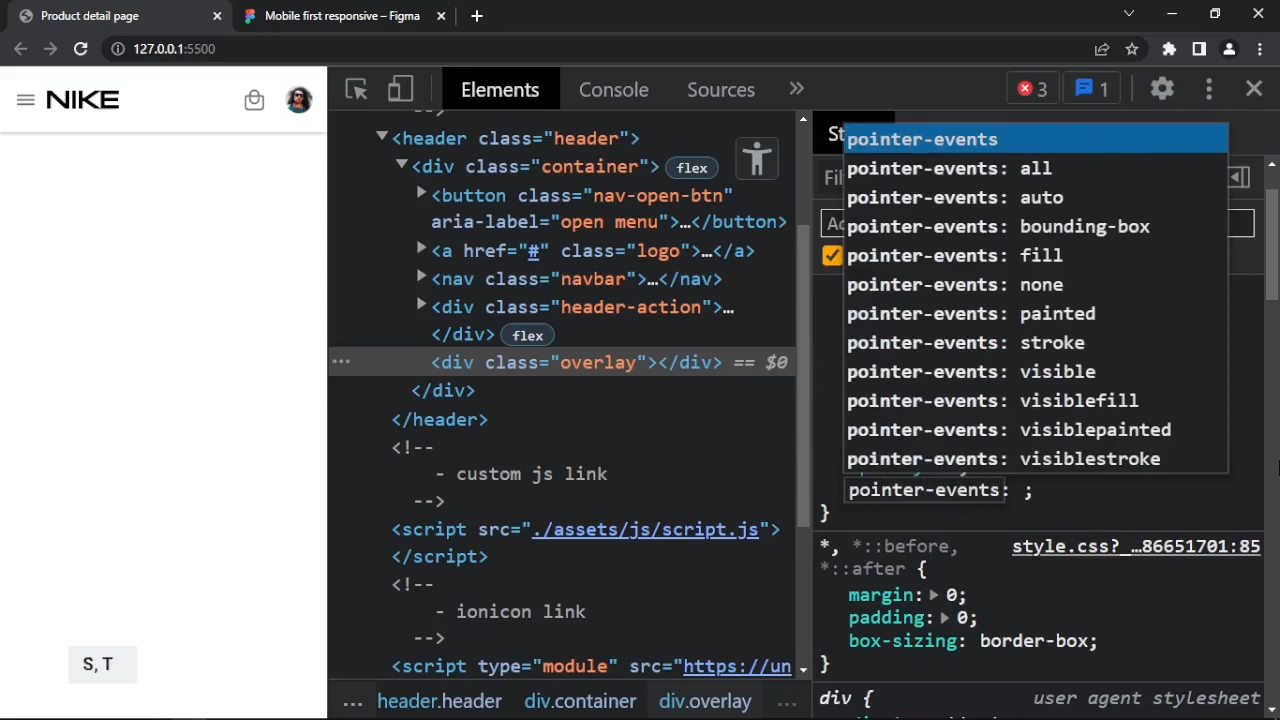 Product detail page
Mobile first responsive – Figma
127.0.0.1:5500
NIKE
S, T
Elements
Console
Sources
3
1
-->
<header class="header">
<div class="container"> flex
<button class="nav-open-btn"
aria-label="open menu">…</button>
<a href="#" class="logo">…</a>
<nav class="navbar">…</nav>
<div class="header-action">…
</div> flex
<div class="overlay"></div> == $0
</div>
</header>
<!--
- custom js link
-->
<script src="./assets/js/script.js">
</script>
<!--
- ionicon link
-->
<script type="module" src="https://un
... header.header div.container div.overlay ...
pointer-events
pointer-events: all
pointer-events: auto
pointer-events: bounding-box
pointer-events: fill
pointer-events: none
pointer-events: painted
pointer-events: stroke
pointer-events: visible
pointer-events: visiblefill
pointer-events: visiblepainted
pointer-events: visiblestroke
pointer-events: ;
}
*, *::before, style.css?_…86651701:85
*::after {
margin: 0;
padding: 0;
box-sizing: border-box;
}
div { user agent stylesheet